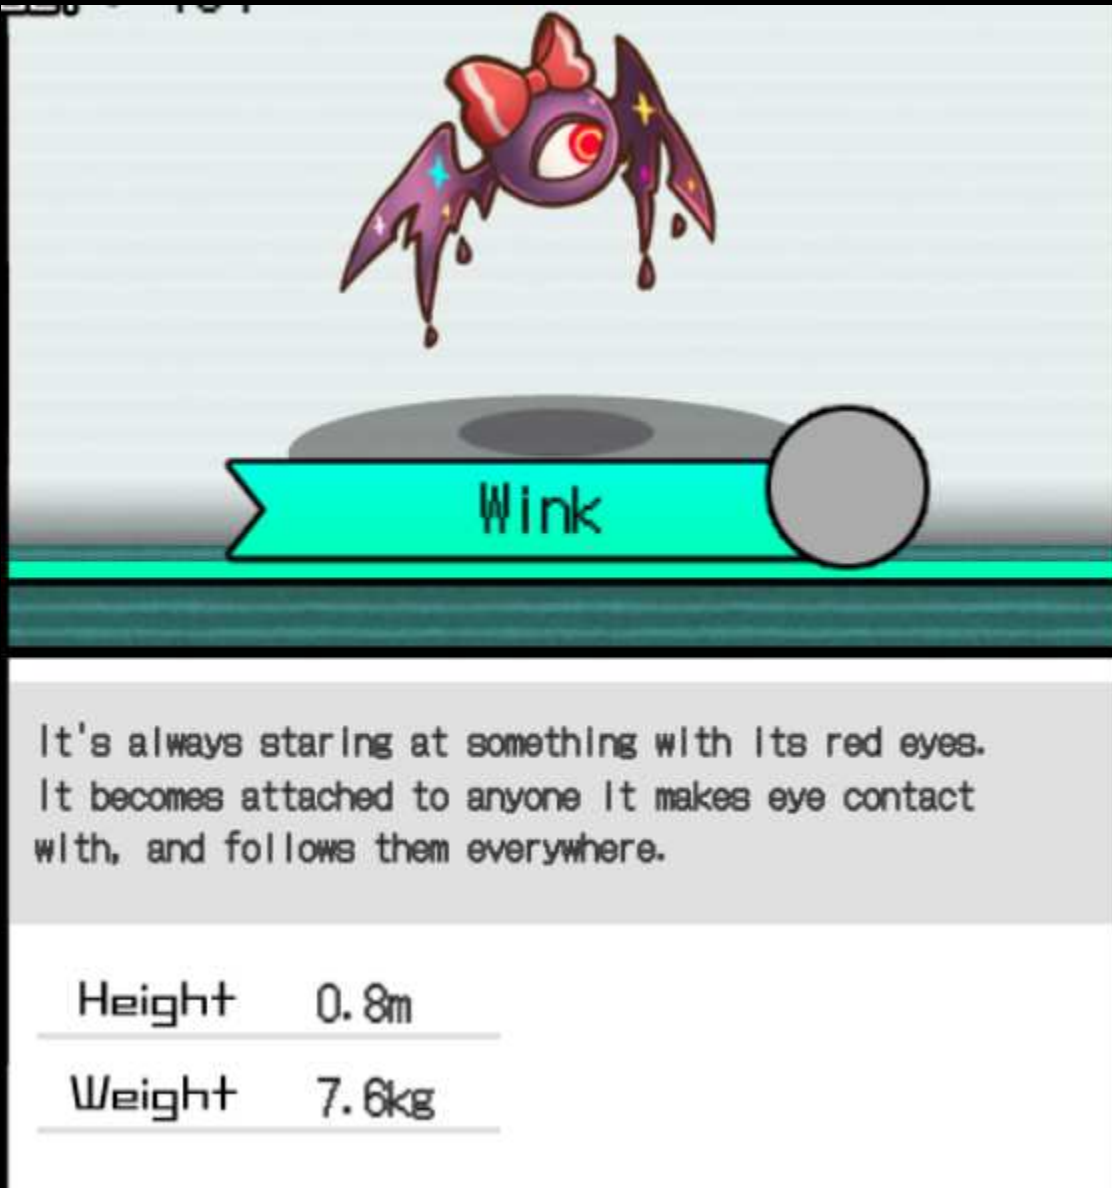 Wink
It's always staring at something with its red eyes.
It becomes attached to anyone it makes eye contact
with, and follows them everywhere.
Height 0.8m
Weight 7.6kg